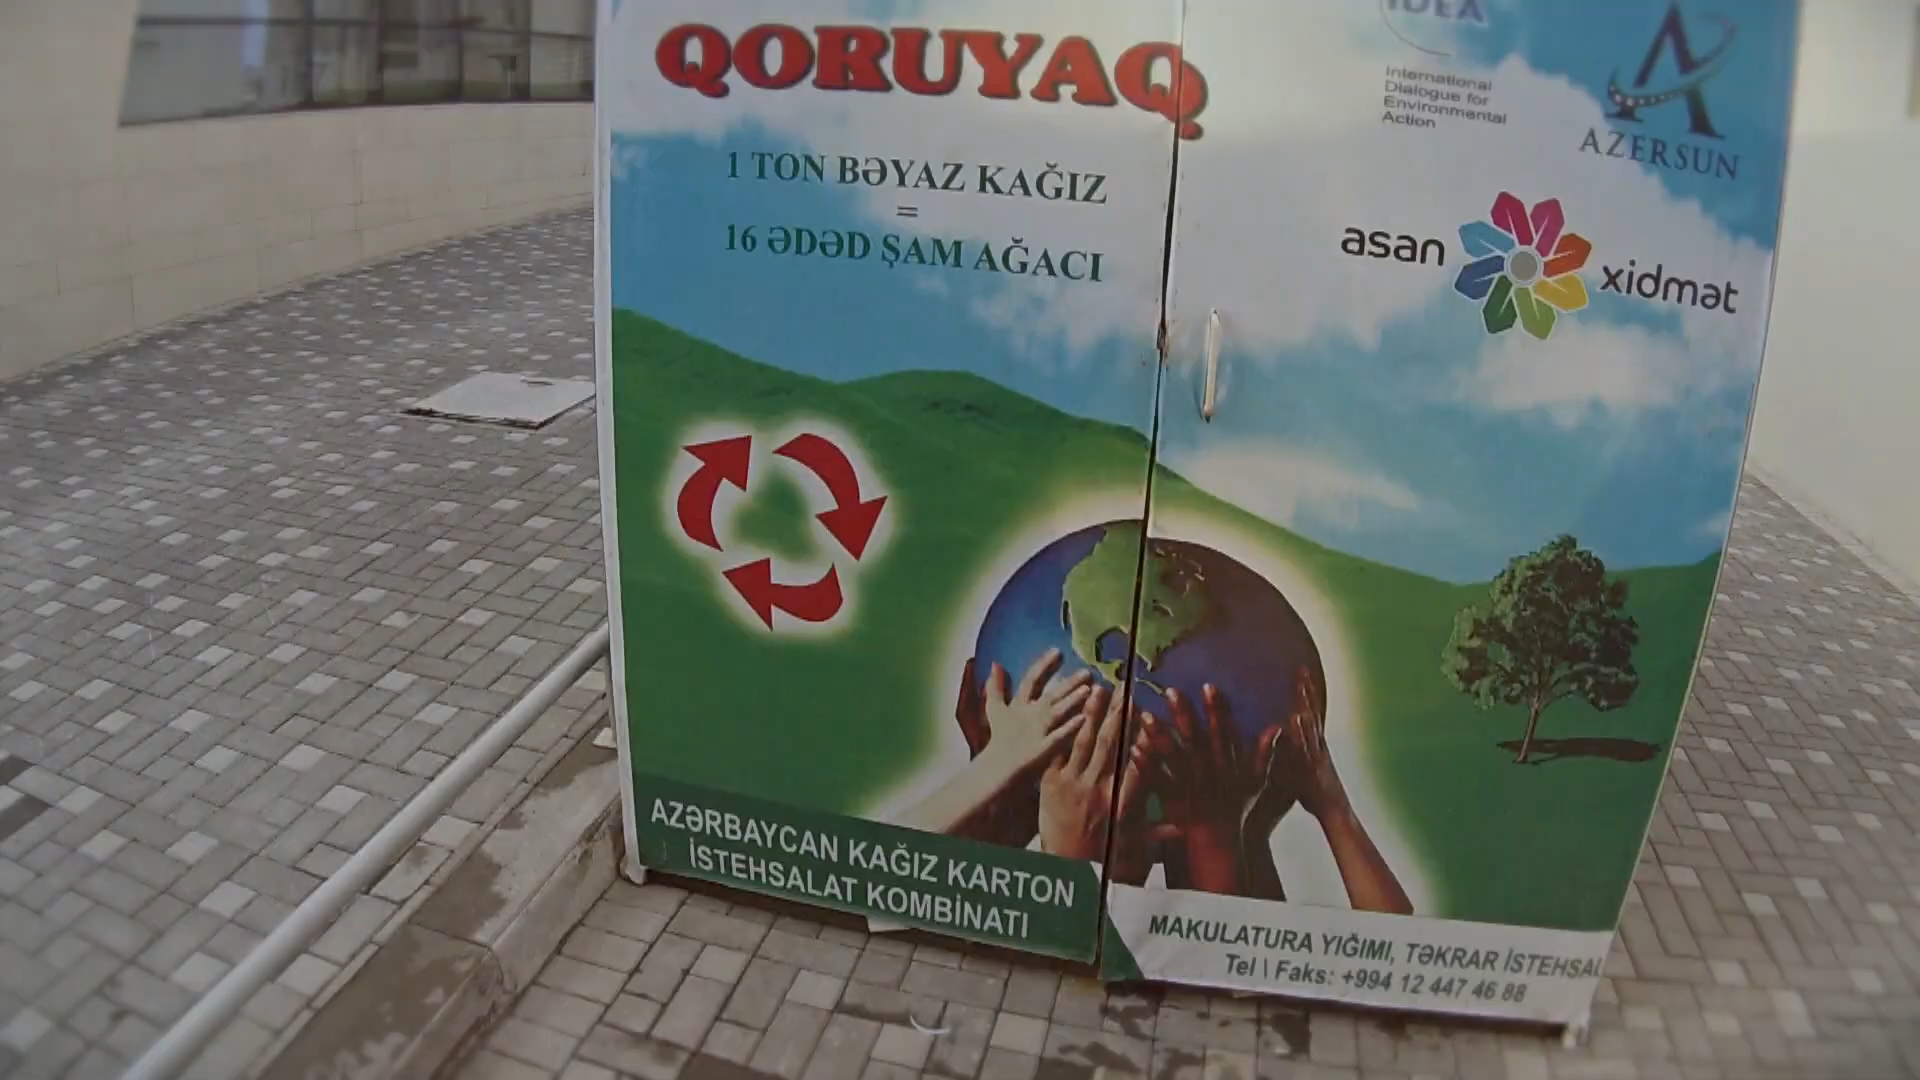 QORUYAQ
1 TON BƏYAZ KAĞIZ
=
16 ƏDƏD ŞAM AĞACI
IDEA
International
Dialogue for
Environmental
Action
AZERSUN
asan xidmət
AZƏRBAYCAN KAĞIZ KARTON
İSTEHSALAT KOMBİNATI
MAKULATURA YIĞIMI, TƏKRAR İSTEHSAL
Tel \ Faks: +994 12 447 46 88